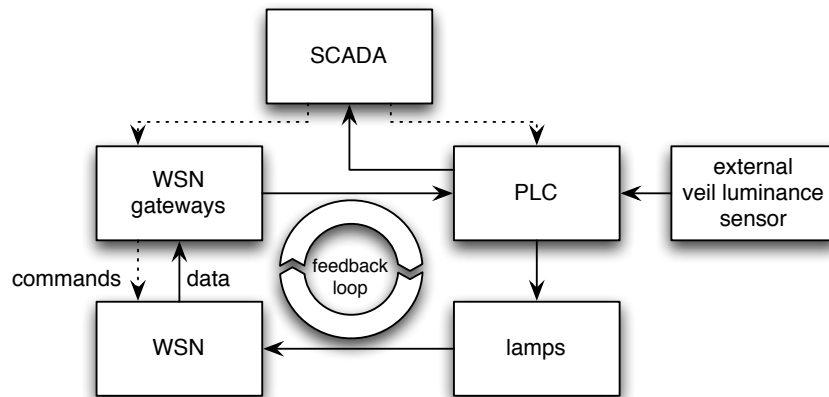 SCADA
WSN
gateways
PLC
external
veil luminance
sensor
feedback
loop
commands
data
WSN
lamps